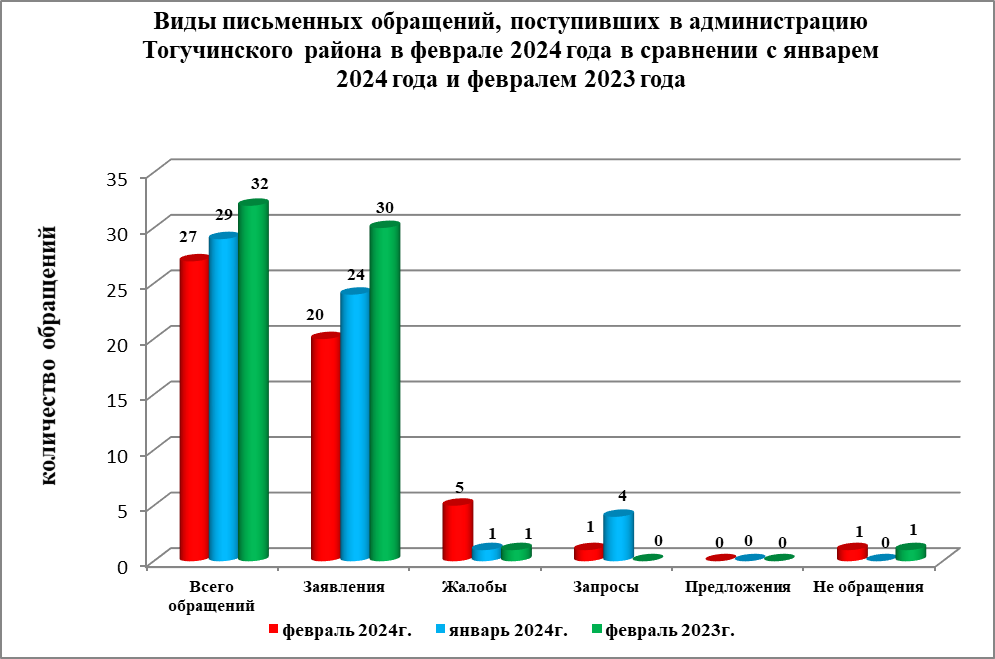 Виды письменных обращений, поступивших в администрацию
Тогучинского района в феврале 2024 года в сравнении с январем
2024 года и февралем 2023 года
количество обращений
35
30
25
20
15
10
5
0
27
29
32
20
24
30
5
1
1
1
4
0
0
0
0
1
0
1
Всего
обращений
Заявления
Жалобы
Запросы
Предложения
Не обращения
февраль 2024г.
январь 2024г.
февраль 2023г.